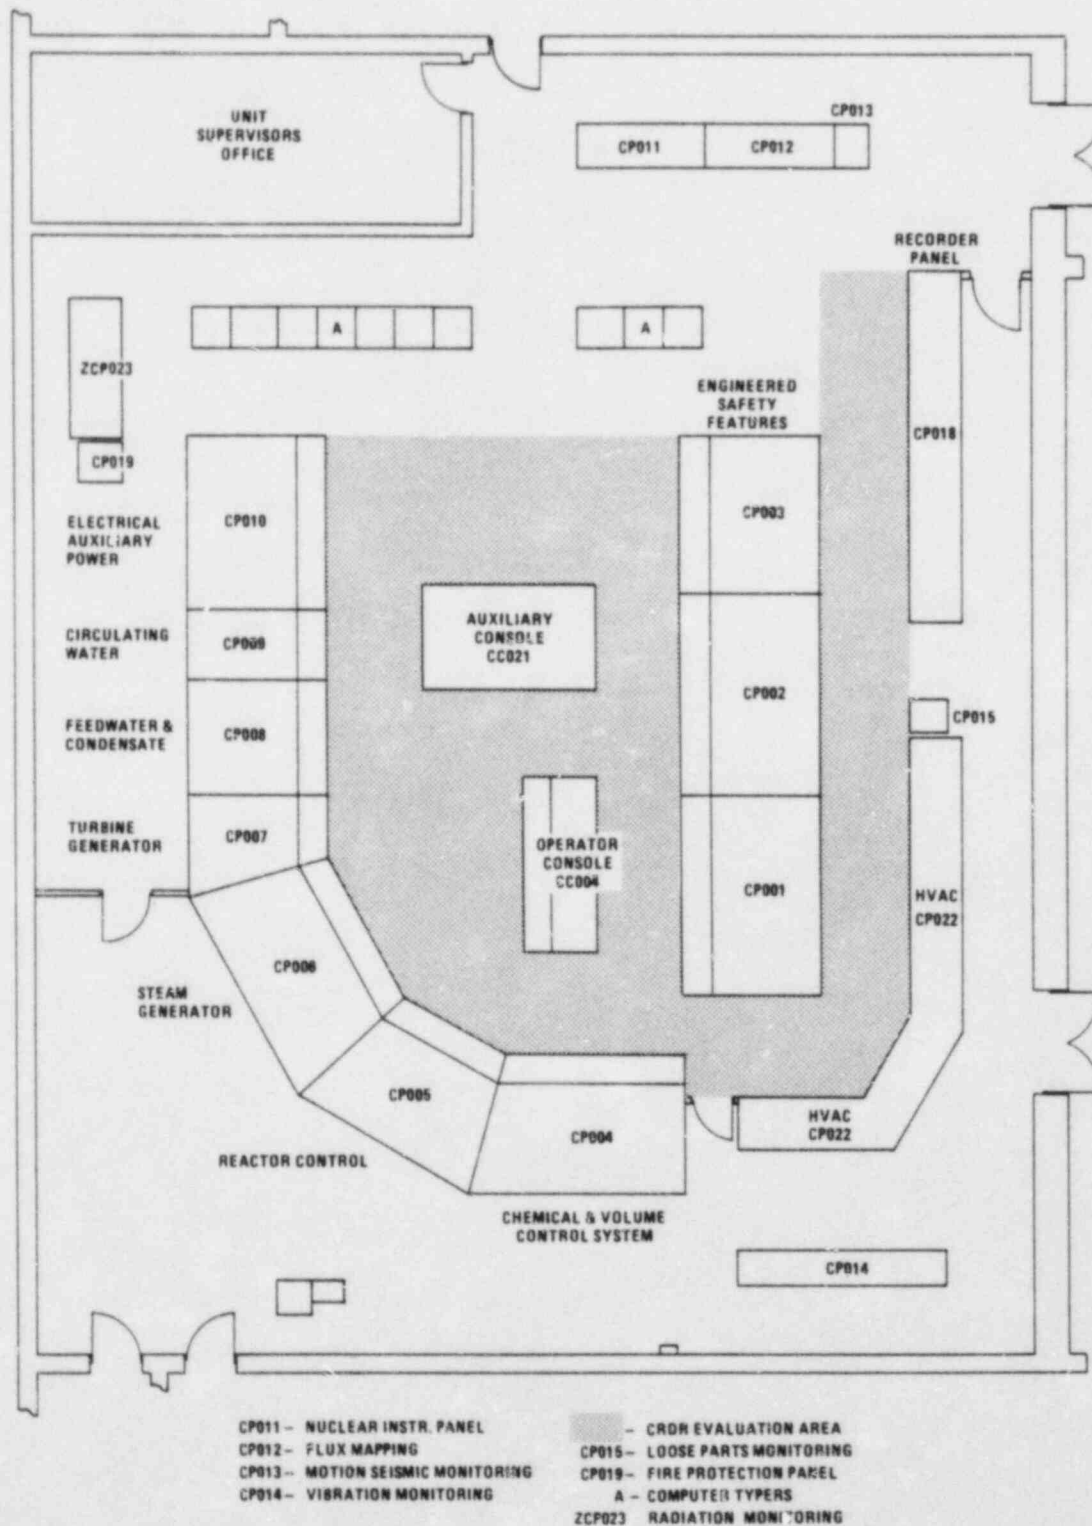 UNIT
SUPERVISORS
OFFICE
CP013
CP011
CP012
RECORDER
PANEL
A
A
ZCP023
ENGINEERED
SAFETY
FEATURES
CP019
CP018
ELECTRICAL
AUXILIARY
POWER
CP010
CP003
AUXILIARY
CONSOLE
CC021
CIRCULATING
WATER
CP009
CP002
FEEDWATER &
CONDENSATE
CP008
CP015
TURBINE
GENERATOR
CP007
OPERATOR
CONSOLE
CC004
CP001
HVAC
CP022
CP006
STEAM
GENERATOR
CP005
CP004
HVAC
CP022
REACTOR CONTROL
CHEMICAL & VOLUME
CONTROL SYSTEM
CP014
CP011 – NUCLEAR INSTR. PANEL
CP012 – FLUX MAPPING
CP013 – MOTION SEISMIC MONITORING
CP014 – VIBRATION MONITORING
– CRDR EVALUATION AREA
CP015 – LOOSE PARTS MONITORING
CP019 – FIRE PROTECTION PANEL
A – COMPUTER TYPERS
ZCP023 RADIATION MONITORING